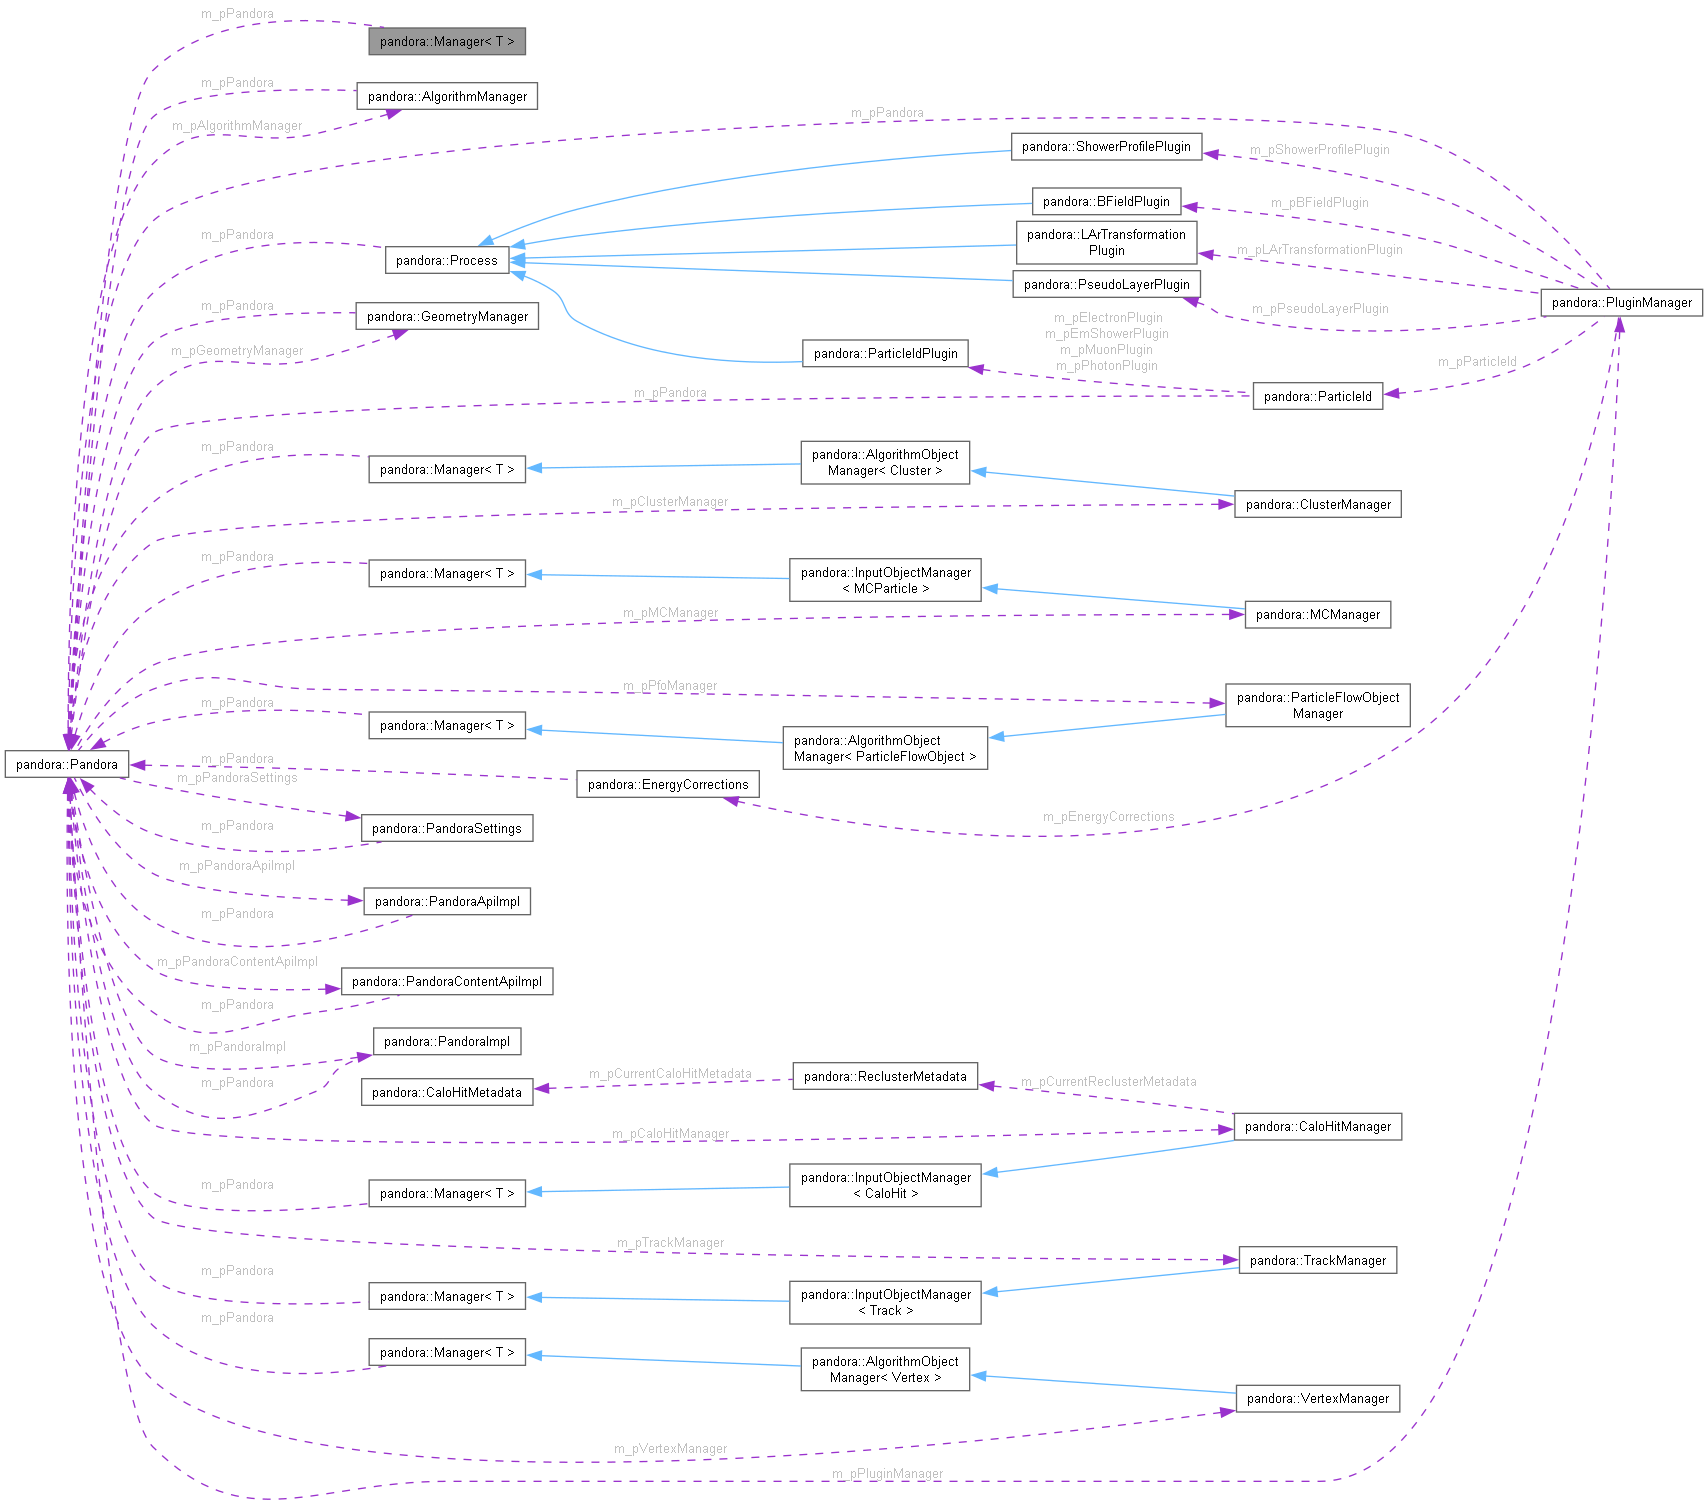 m_pPandora
pandora::Manager< T >
m_pPandora
pandora::AlgorithmManager
m_pAlgorithmManager
m_pPandora
pandora::ShowerProfilePlugin
m_pShowerProfilePlugin
pandora::BFieldPlugin
m_pBFieldPlugin
m_pPandora
pandora::Process
pandora::LArTransformation
Plugin
m_pLArTransformationPlugin
pandora::PseudoLayerPlugin
m_pPseudoLayerPlugin
pandora::PluginManager
m_pPandora
pandora::GeometryManager
m_pGeometryManager
m_pElectronPlugin
m_pEmShowerPlugin
m_pMuonPlugin
m_pPhotonPlugin
pandora::ParticleIdPlugin
m_pParticleId
pandora::ParticleId
m_pPandora
m_pPandora
pandora::Manager< T >
pandora::AlgorithmObject
Manager< Cluster >
m_pClusterManager
pandora::ClusterManager
m_pPandora
pandora::Manager< T >
pandora::InputObjectManager
< MCParticle >
m_pMCManager
pandora::MCManager
m_pPfoManager
pandora::ParticleFlowObject
Manager
m_pPandora
pandora::Manager< T >
pandora::AlgorithmObject
Manager< ParticleFlowObject >
pandora::Pandora
m_pPandora
m_pPandoraSettings
pandora::EnergyCorrections
m_pEnergyCorrections
m_pPandora
pandora::PandoraSettings
m_pPandoraApiImpl
pandora::PandoraApiImpl
m_pPandora
m_pPandoraContentApiImpl
pandora::PandoraContentApiImpl
m_pPandora
m_pPandoraImpl
pandora::PandoraImpl
m_pPandora
pandora::CaloHitMetadata
m_pCurrentCaloHitMetadata
pandora::ReclusterMetadata
m_pCurrentReclusterMetadata
m_pCaloHitManager
pandora::CaloHitManager
m_pPandora
pandora::Manager< T >
pandora::InputObjectManager
< CaloHit >
m_pTrackManager
pandora::TrackManager
m_pPandora
pandora::Manager< T >
pandora::InputObjectManager
< Track >
m_pPandora
pandora::Manager< T >
pandora::AlgorithmObject
Manager< Vertex >
pandora::VertexManager
m_pVertexManager
m_pPluginManager